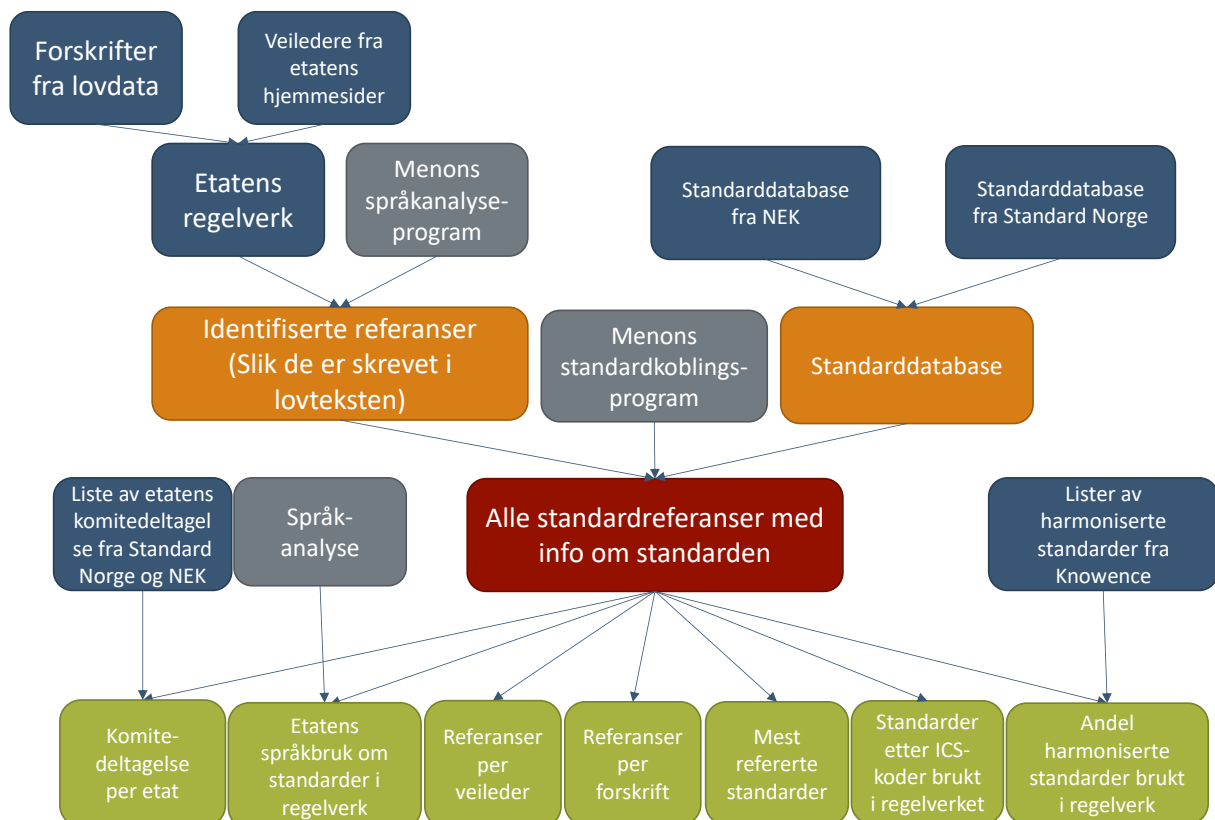 Forskrifter
fra lovdata
Veiledere fra
etatens
hjemmesider
Etatens
regelverk
Menons
språkanalyse-
program
Standarddatabase
fra NEK
Standarddatabase
fra Standard Norge
Identifiserte referanser
(Slik de er skrevet i
lovteksten)
Menons
standardkoblings-
program
Standarddatabase
Liste av etatens
komitedeltagel
se fra Standard
Norge og NEK
Språk-
analyse
Alle standardreferanser med
info om standarden
Lister av
harmoniserte
standarder fra
Knowence
Komite-
deltagelse
per etat
Etatens
språkbruk om
standarder i
regelverk
Referanser
per
veileder
Referanser
per
forskrift
Mest
refererte
standarder
Standarder
etter ICS-
koder brukt
i regelverket
Andel
harmoniserte
standarder brukt
i regelverk